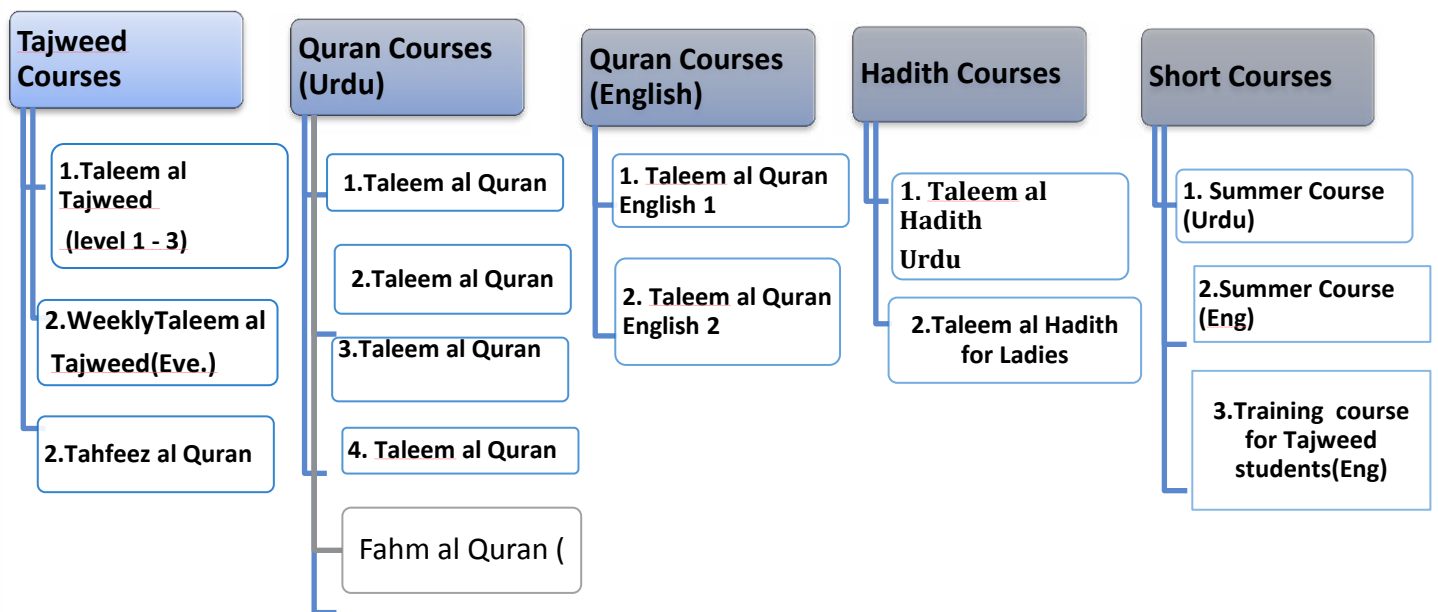 Tajweed
Courses
1.Taleem al
Tajweed
(level 1 - 3)
2.WeeklyTaleem al
Tajweed(Eve.)
2.Tahfeez al Quran
Quran Courses
(Urdu)
1.Taleem al Quran
2.Taleem al Quran
3.Taleem al Quran
4. Taleem al Quran
Fahm al Quran (
Quran Courses
(English)
1. Taleem al Quran
English 1
2. Taleem al Quran
English 2
Hadith Courses
1. Taleem al
Hadith
Urdu
2.Taleem al Hadith
for Ladies
Short Courses
1. Summer Course
(Urdu)
2.Summer Course
(Eng)
3.Training course
for Tajweed
students(Eng)